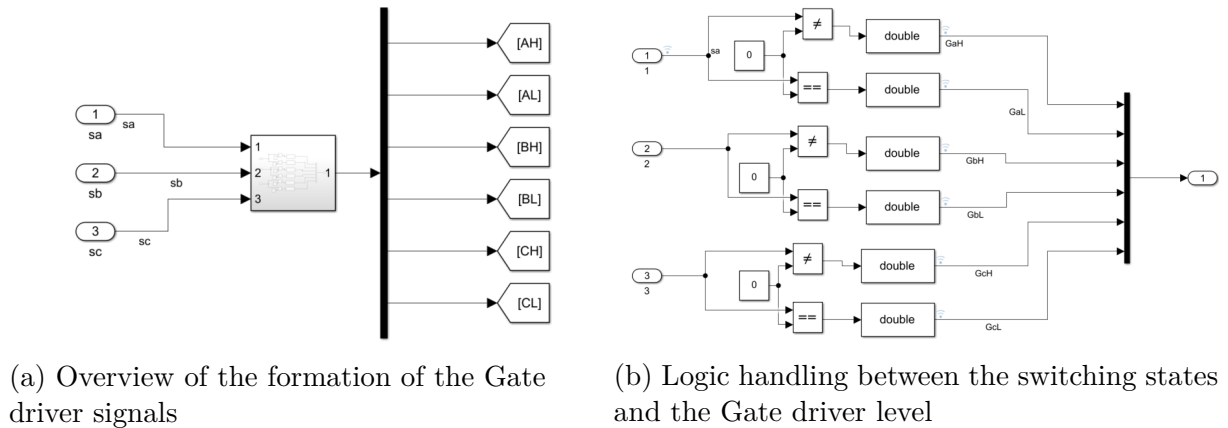 1
sa
sa
2
sb
sb
3
sc
sc
1
2
3
1
[AH]
[AL]
[BH]
[BL]
[CH]
[CL]
(a) Overview of the formation of the Gate
driver signals
1
1
sa
0
≠
==
double
GaH
double
GaL
2
2
0
≠
==
double
GbH
double
GbL
3
3
0
≠
==
double
GcH
double
GcL
1
(b) Logic handling between the switching states
and the Gate driver level